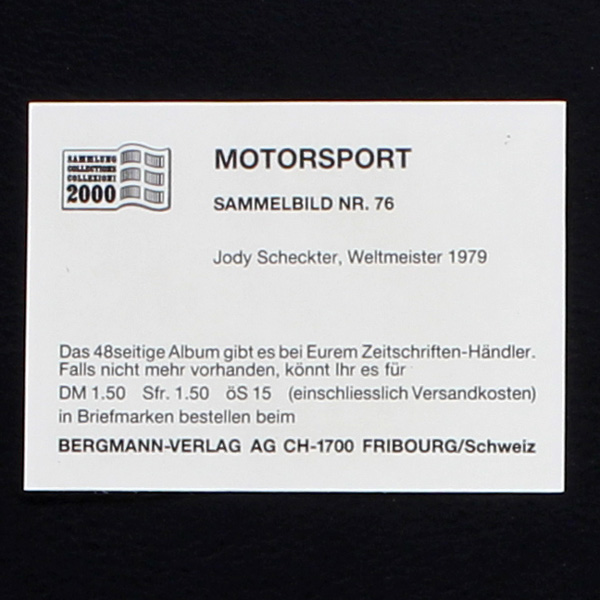 SAMMLUNG
COLLECTIONS
COLLEZIONI
2000
MOTORSPORT
SAMMELBILD NR. 76
Jody Scheckter, Weltmeister 1979
Das 48seitige Album gibt es bei Eurem Zeitschriften-Händler.
Falls nicht mehr vorhanden, könnt Ihr es für
DM 1.50 Sfr. 1.50 öS 15 (einschliesslich Versandkosten)
in Briefmarken bestellen beim
BERGMANN-VERLAG AG CH-1700 FRIBOURG/Schweiz